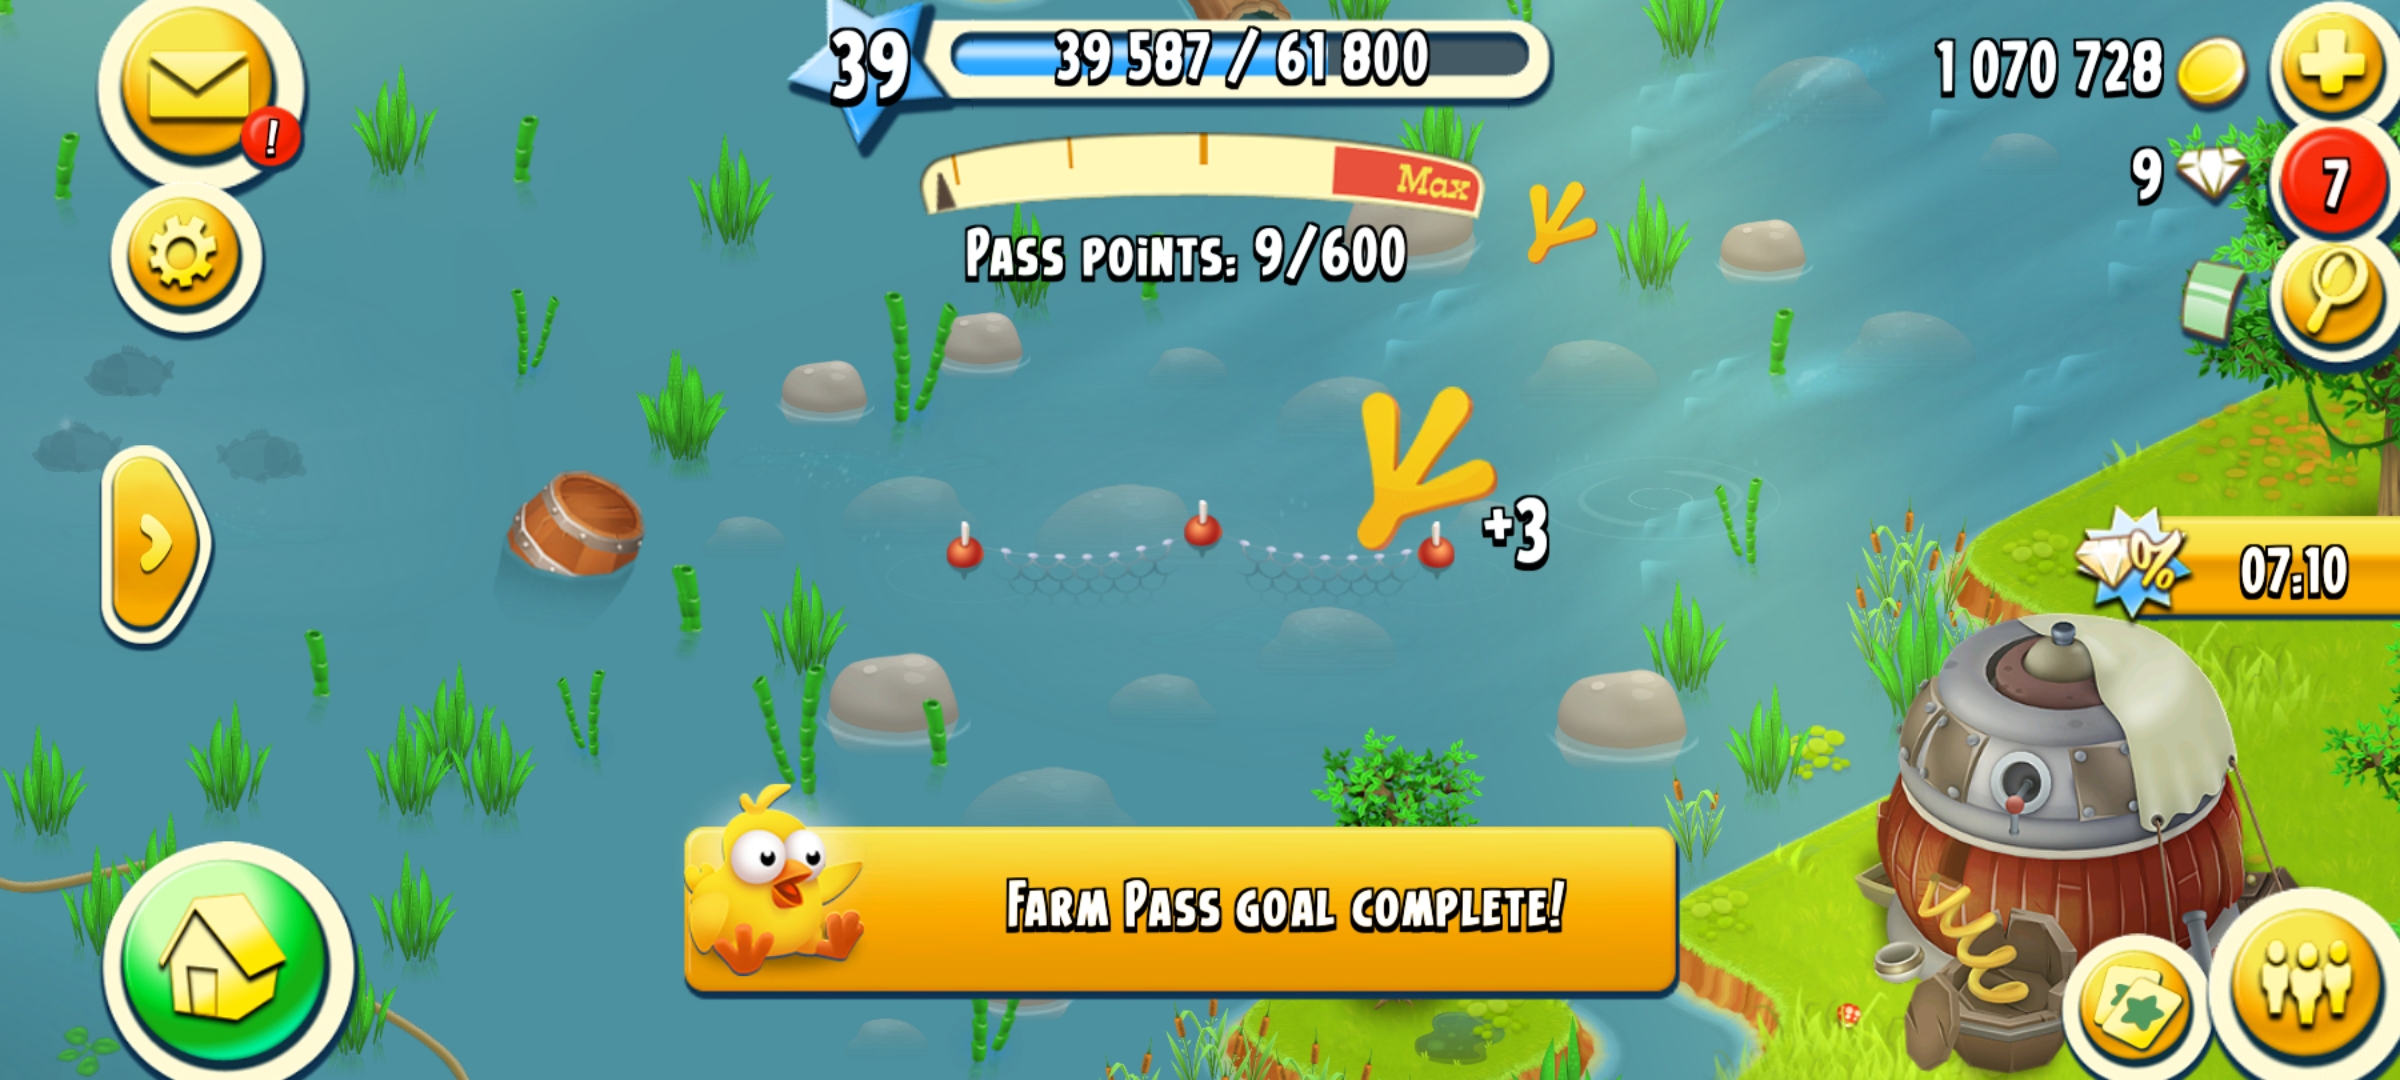 39
39 587 / 61 800
1 070 728
!
Max
9
7
Pass points: 9/600
+3
%
07:10
Farm Pass goal complete!